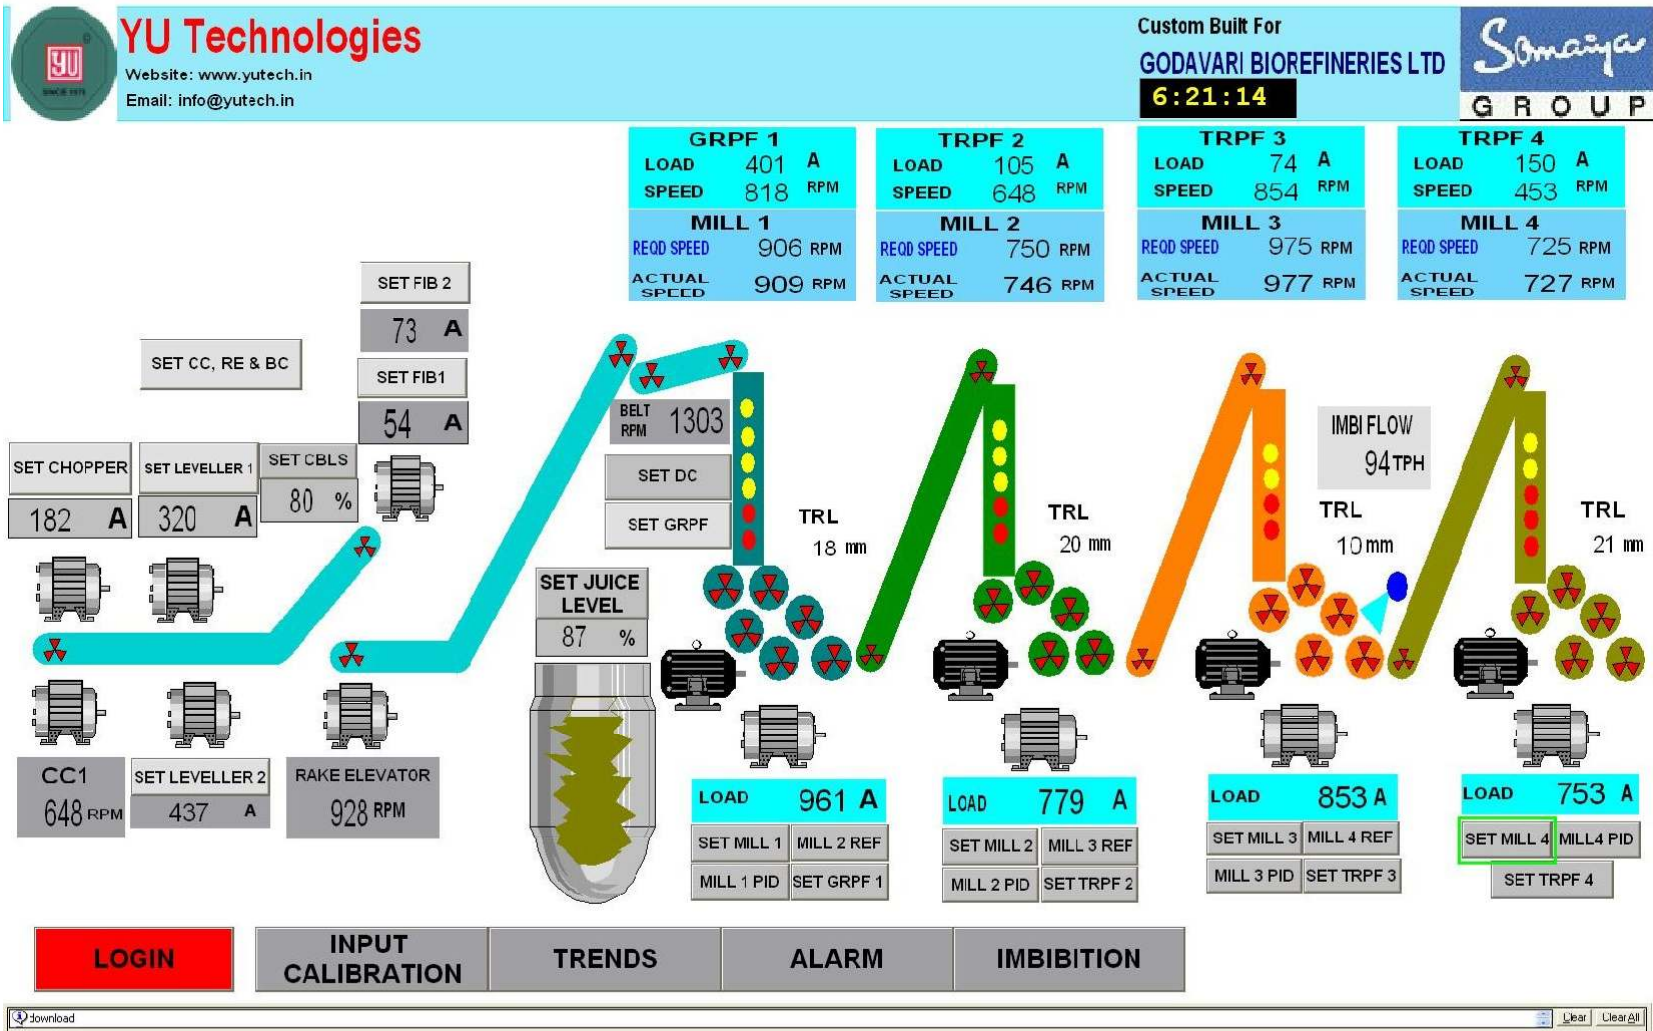 YU Technologies
Website: www.yutech.in
Email: info@yutech.in
YU
SINCE 1971
Custom Built For
GODAVARI BIOREFINERIES LTD
6:21:14
Somaiya
GROUP
GRPF 1
LOAD 401 A
SPEED 818 RPM
MILL 1
REQD SPEED 906 RPM
ACTUAL SPEED 909 RPM
TRPF 2
LOAD 105 A
SPEED 648 RPM
MILL 2
REQD SPEED 750 RPM
ACTUAL SPEED 746 RPM
TRPF 3
LOAD 74 A
SPEED 854 RPM
MILL 3
REQD SPEED 975 RPM
ACTUAL SPEED 977 RPM
TRPF 4
LOAD 150 A
SPEED 453 RPM
MILL 4
REQD SPEED 725 RPM
ACTUAL SPEED 727 RPM
SET FIB 2
73 A
SET CC, RE & BC
SET FIB1
54 A
SET CHOPPER
182 A
SET LEVELLER 1
320 A
SET CBLS
80 %
BELT RPM 1303
SET DC
SET GRPF
IMBI FLOW
94 TPH
TRL
18 mm
TRL
20 mm
TRL
10 mm
TRL
21 mm
SET JUICE
LEVEL
87 %
CC1
648 RPM
SET LEVELLER 2
437 A
RAKE ELEVATOR
928 RPM
LOAD 961 A
SET MILL 1 MILL 2 REF
MILL 1 PID SET GRPF 1
LOAD 779 A
SET MILL 2 MILL 3 REF
MILL 2 PID SET TRPF 2
LOAD 853 A
SET MILL 3 MILL 4 REF
MILL 3 PID SET TRPF 3
LOAD 753 A
SET MILL 4 MILL4 PID
SET TRPF 4
LOGIN
INPUT
CALIBRATION
TRENDS
ALARM
IMBIBITION
download
Clear
Clear All